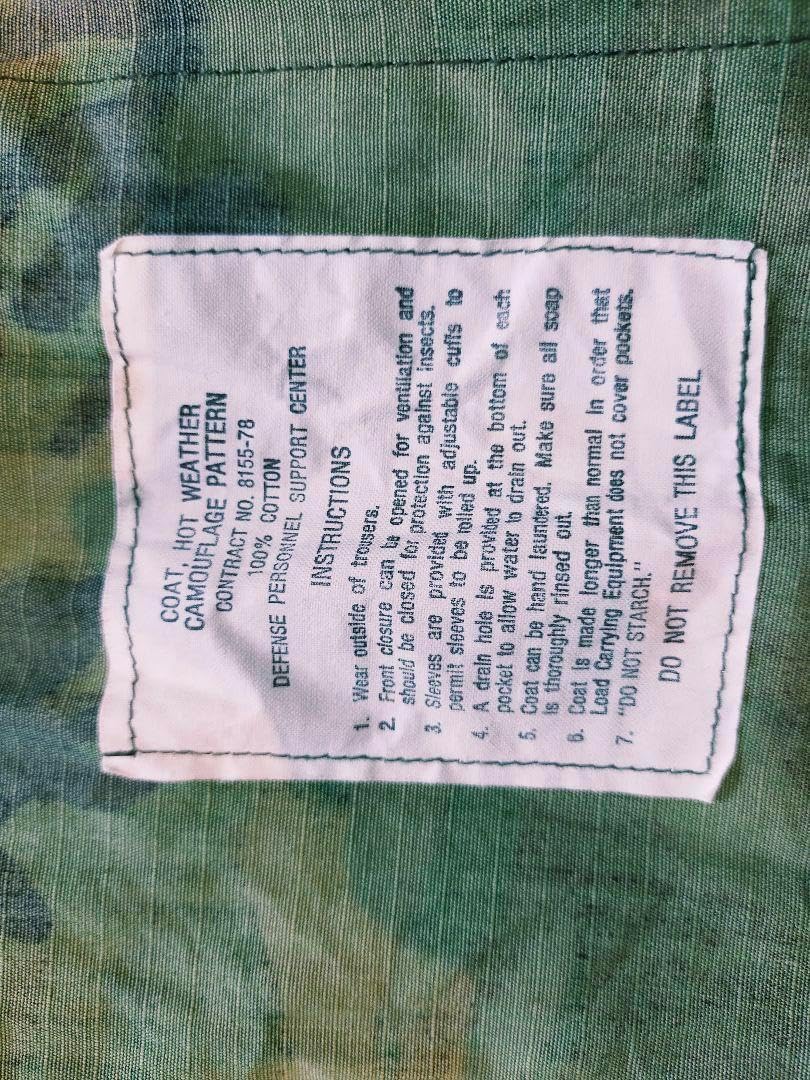 COAT, HOT WEATHER
CAMOUFLAGE PATTERN
CONTRACT NO. 8155-78
100% COTTON
DEFENSE PERSONNEL SUPPORT CENTER
INSTRUCTIONS
1. Wear outside of trousers.
2. Front closure can be opened for ventilation and
should be closed for protection against insects.
3. Sleeves are provided with adjustable cuffs to
permit sleeves to be rolled up.
4. A drain hole is provided at the bottom of each
pocket to allow water to drain out.
5. Coat can be hand laundered. Make sure all soap
is thoroughly rinsed out.
6. Coat is made longer than normal in order that
Load Carrying Equipment does not cover pockets.
7. "DO NOT STARCH."
DO NOT REMOVE THIS LABEL